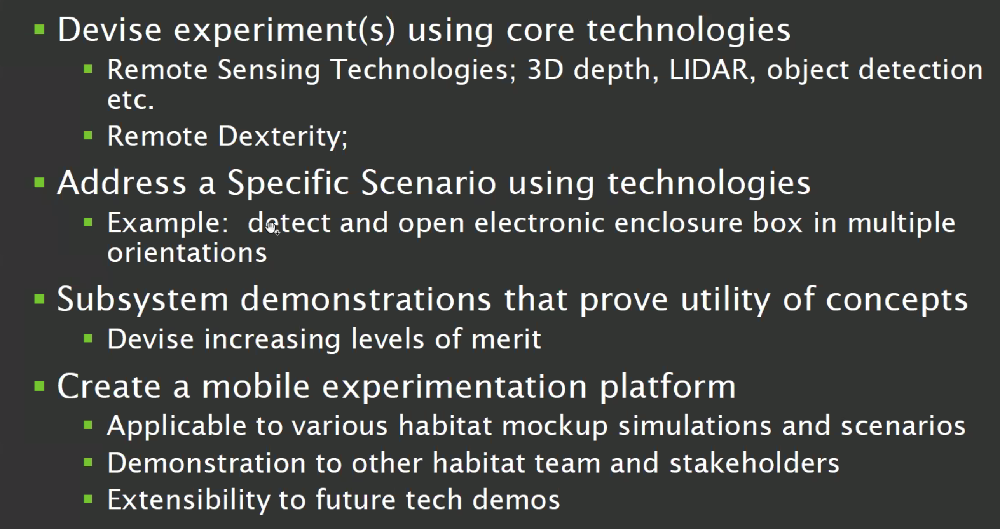 Devise experiment(s) using core technologies
Remote Sensing Technologies; 3D depth, LIDAR, object detection
etc.
Remote Dexterity;
Address a Specific Scenario using technologies
Example: detect and open electronic enclosure box in multiple
orientations
Subsystem demonstrations that prove utility of concepts
Devise increasing levels of merit
Create a mobile experimentation platform
Applicable to various habitat mockup simulations and scenarios
Demonstration to other habitat team and stakeholders
Extensibility to future tech demos